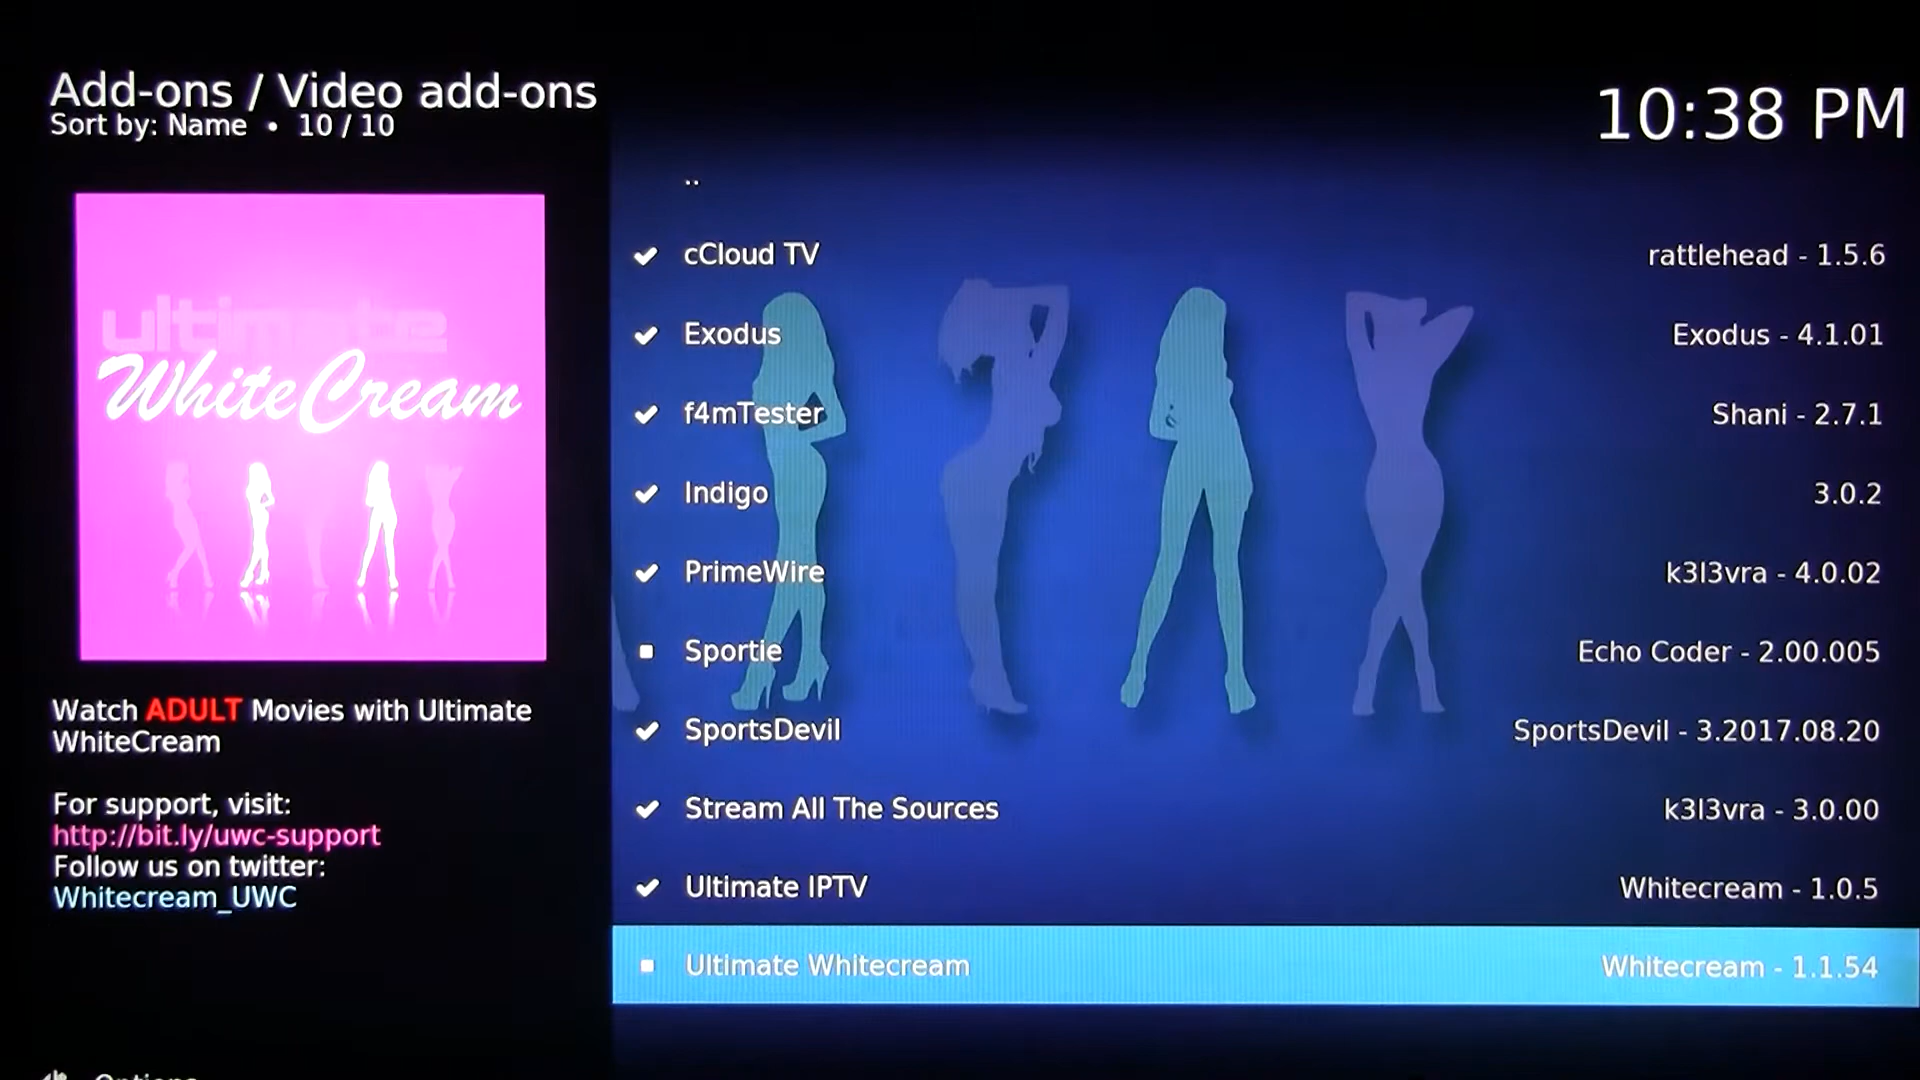 Add-ons / Video add-ons
Sort by: Name • 10 / 10
10:38 PM
ultimate
WhiteCream
Watch ADULT Movies with Ultimate
WhiteCream
For support, visit:
http://bit.ly/uwc-support
Follow us on twitter:
Whitecream_UWC
..
cCloud TV rattlehead - 1.5.6
Exodus Exodus - 4.1.01
f4mTester Shani - 2.7.1
Indigo 3.0.2
PrimeWire k3l3vra - 4.0.02
Sportie Echo Coder - 2.00.005
SportsDevil SportsDevil - 3.2017.08.20
Stream All The Sources k3l3vra - 3.0.00
Ultimate IPTV Whitecream - 1.0.5
Ultimate Whitecream Whitecream - 1.1.54
Options